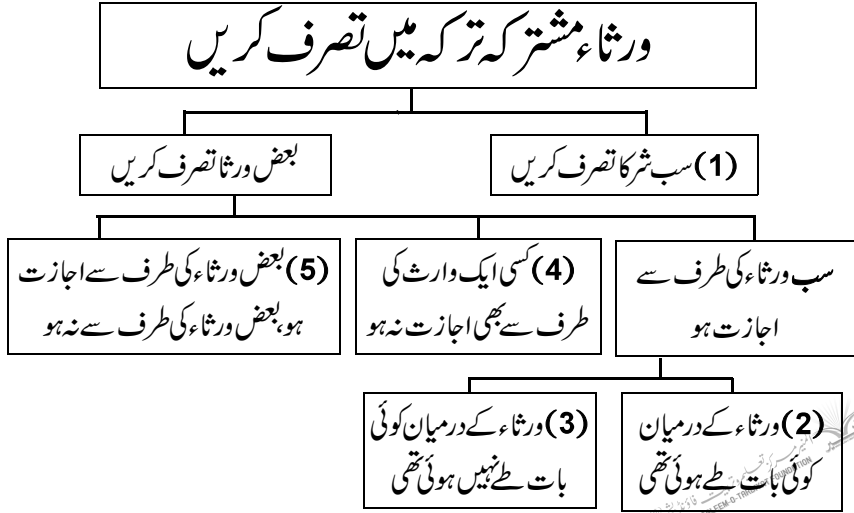 ورثاء مشترکہ ترکہ میں تصرف کریں
(1) سب شرکا تصرف کریں
بعض ورثا تصرف کریں
سب ورثاء کی طرف سے
اجازت ہو
(4) کسی ایک وارث کی
طرف سے بھی اجازت نہ ہو
(5) بعض ورثاء کی طرف سے اجازت
ہو، بعض ورثاء کی طرف سے نہ ہو
(2) ورثاء کے درمیان
کوئی بات طے ہوئی تھی
(3) ورثاء کے درمیان کوئی
بات طے نہیں ہوئی تھی